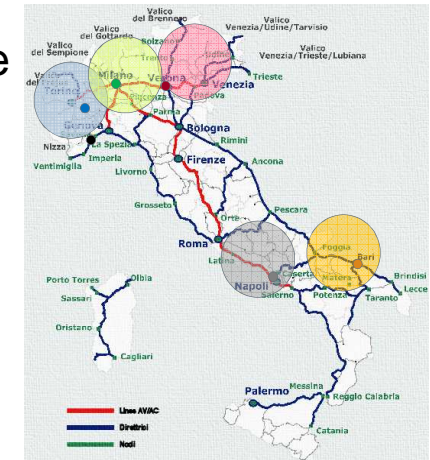 e
Valico
del Brennero
Valico
Venezia/Udine/Tarvisio
Valico
del Gottardo
Valico
del Sempione
Bolzano
Trento
Udine
Valico
Venezia/Trieste/Lubiana
Trieste
Milano
Verona
Venezia
Torino
Padova
Piacenza
Parma
Genova
Bologna
Nizza
La Spezia
Rimini
Imperia
Ventimiglia
Firenze
Livorno
Ancona
Grosseto
Orte
Pescara
Roma
Latina
Foggia
Bari
Caserta
Matera
Brindisi
Napoli
Salerno
Potenza
Taranto
Lecce
Porto Torres
Olbia
Sassari
Oristano
Cagliari
Palermo
Messina
Reggio Calabria
Catania
Linee AV/AC
Direttrici
Nodi